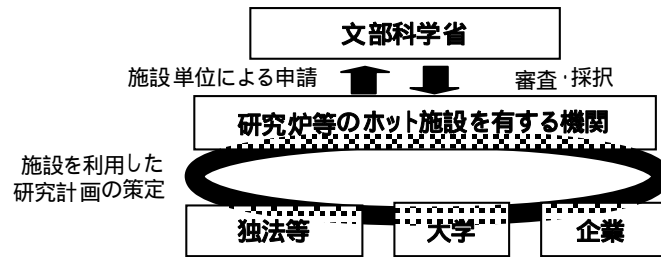 文部科学省
施設単位による申請
審査・採択
研究炉等のホット施設を有する機関
施設を利用した
研究計画の策定
独法等
大学
企業